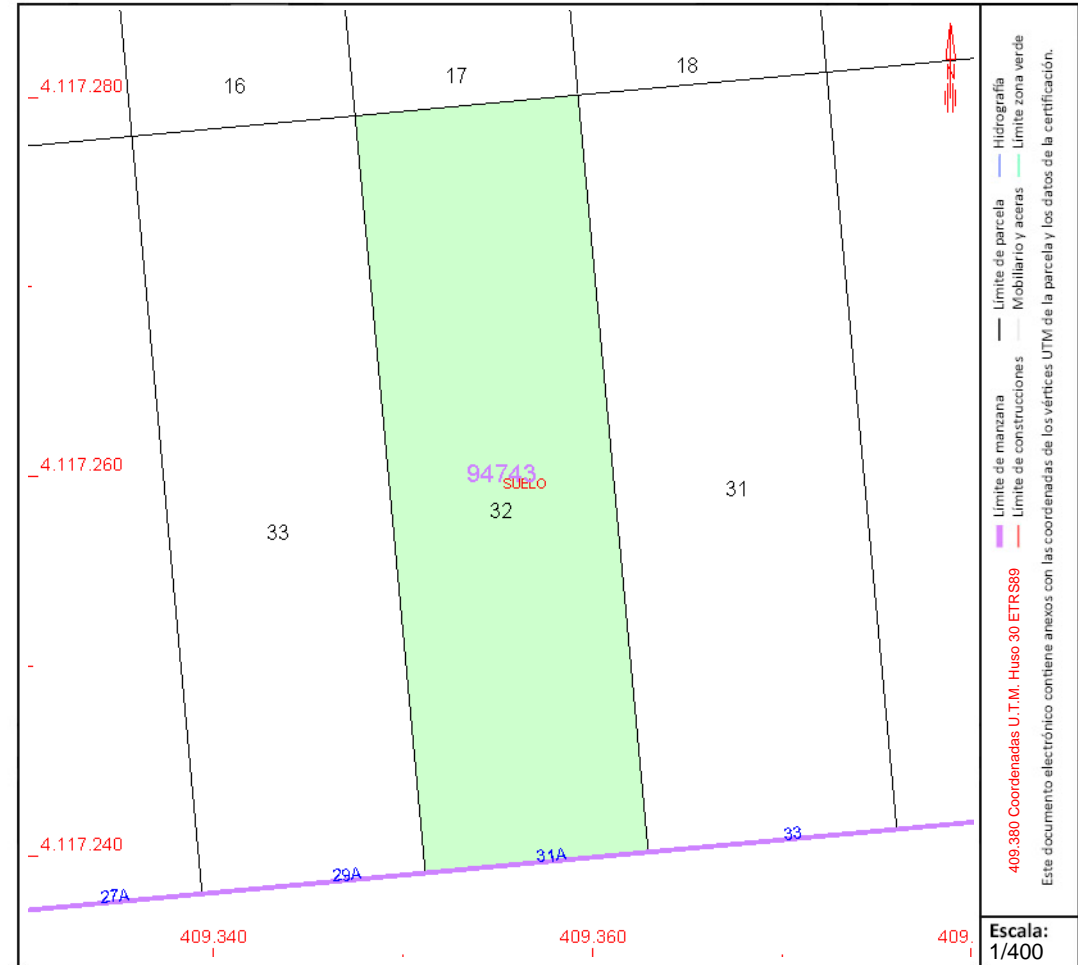 4.117.280
16
17
18
4.117.260
94743
SUELO
32
31
33
4.117.240
27A
29A
31A
33
409.340
409.360
409.
N
Hidrografía
Límite zona verde
Límite de parcela
Mobiliario y aceras
Límite de manzana
Límite de construcciones
409.380 Coordenadas U.T.M. Huso 30 ETRS89
Este documento electrónico contiene anexos con las coordenadas de los vértices UTM de la parcela y los datos de la certificación.
Escala:
1/400